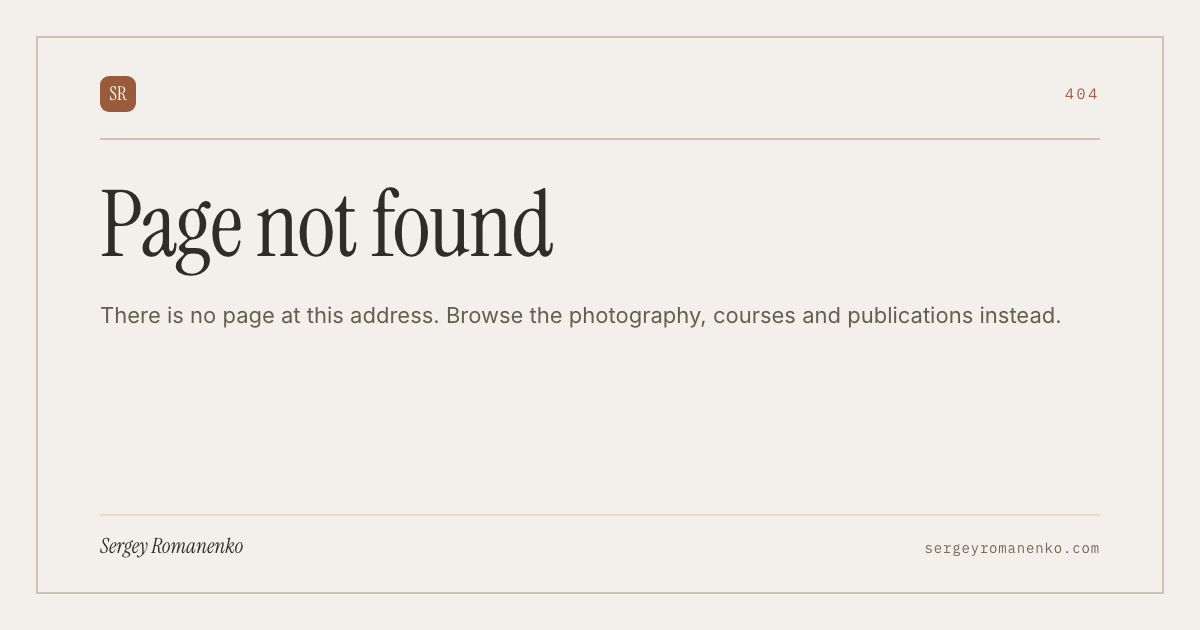 SR
404
Page not found
There is no page at this address. Browse the photography, courses and publications instead.
Sergey Romanenko
sergeyromanenko.com